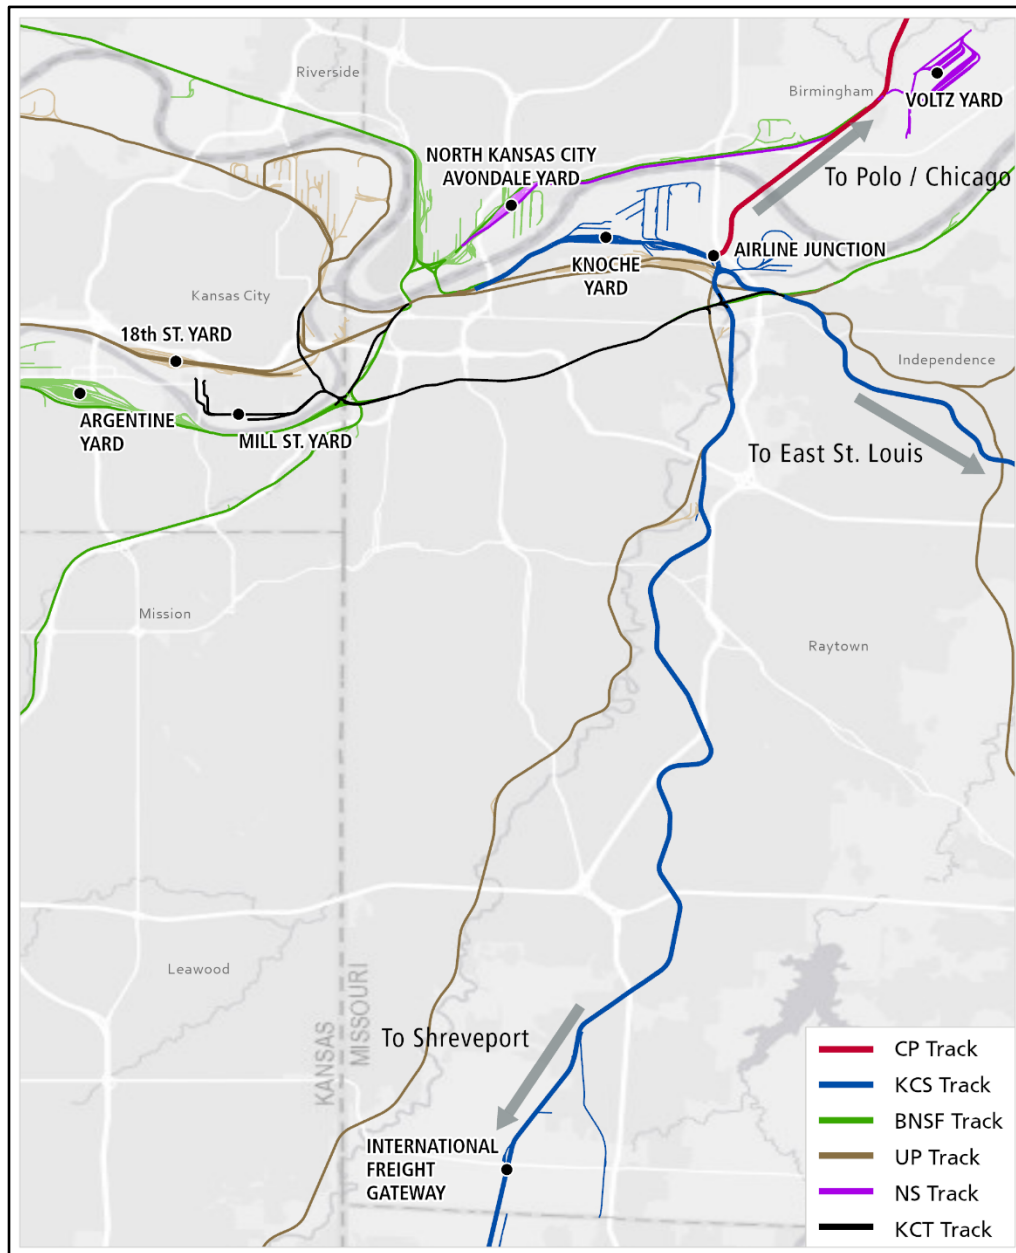 Riverside
Birmingham
VOLTZ YARD
NORTH KANSAS CITY
AVONDALE YARD
To Polo / Chicago
AIRLINE JUNCTION
KNOCHE
YARD
Kansas City
18th ST. YARD
Independence
ARGENTINE
YARD
MILL ST. YARD
To East St. Louis
Mission
Raytown
Leawood
KANSAS
MISSOURI
To Shreveport
INTERNATIONAL
FREIGHT
GATEWAY
CP Track
KCS Track
BNSF Track
UP Track
NS Track
KCT Track